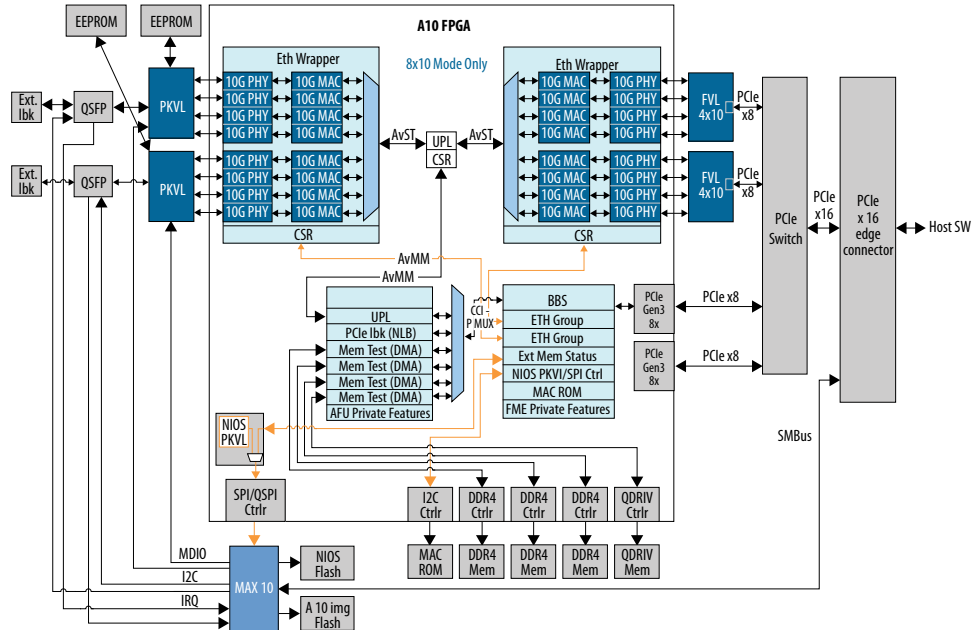 EEPROM
EEPROM
A10 FPGA
Eth Wrapper
8x10 Mode Only
Eth Wrapper
Ext.
lbk
QSFP
PKVL
10G PHY
10G MAC
10G PHY
10G MAC
10G PHY
10G MAC
10G PHY
10G MAC
AvST
UPL
CSR
AvST
10G MAC
10G PHY
10G MAC
10G PHY
10G MAC
10G PHY
10G MAC
10G PHY
FVL
4x10
PCIe
x8
Ext.
lbk
QSFP
PKVL
10G PHY
10G MAC
10G PHY
10G MAC
10G PHY
10G MAC
10G PHY
10G MAC
10G MAC
10G PHY
10G MAC
10G PHY
10G MAC
10G PHY
10G MAC
10G PHY
FVL
4x10
PCIe
x8
PCIe
Switch
PCIe
x16
PCIe
x 16
edge
connector
Host SW
CSR
CSR
AvMM
AvMM
UPL
PCIe lbk (NLB)
Mem Test (DMA)
Mem Test (DMA)
Mem Test (DMA)
Mem Test (DMA)
AFU Private Features
CCI -
P MUX
BBS
ETH Group
ETH Group
Ext Mem Status
NIOS PKVI/SPI Ctrl
MAC ROM
FME Private Features
PCIe
Gen3
8x
PCIe x8
PCIe
Gen3
8x
PCIe x8
SMBus
NIOS
PKVL
SPI/QSPI
Ctrlr
I2C
Ctrlr
DDR4
Ctrlr
DDR4
Ctrlr
DDR4
Ctrlr
QDRIV
Ctrlr
MAC
ROM
DDR4
Mem
DDR4
Mem
DDR4
Mem
QDRIV
Mem
MDIO
I2C
IRQ
MAX 10
NIOS
Flash
A 10 img
Flash